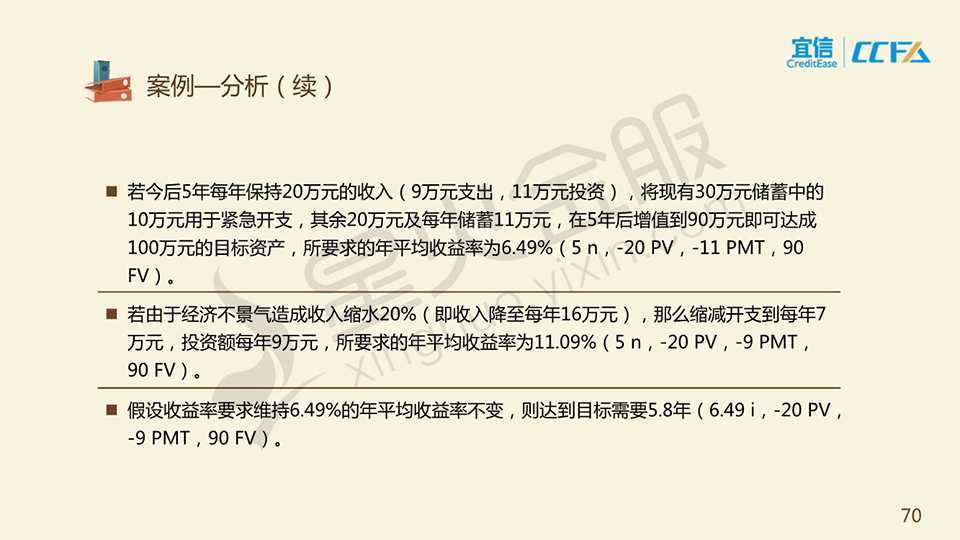 宜信
CreditEase
CCFA
案例—分析（续）
■ 若今后5年每年保持20万元的收入（9万元支出，11万元投资），将现有30万元储蓄中的
10万元用于紧急开支，其余20万元及每年储蓄11万元，在5年后增值到90万元即可达成
100万元的目标资产，所要求的年平均收益率为6.49%（5 n，-20 PV，-11 PMT，90
FV）。
■ 若由于经济不景气造成收入缩水20%（即收入降至每年16万元），那么缩减开支到每年7
万元，投资额每年9万元，所要求的年平均收益率为11.09%（5 n，-20 PV，-9 PMT，
90 FV）。
■ 假设收益率要求维持6.49%的年平均收益率不变，则达到目标需要5.8年（6.49 i，-20 PV，
-9 PMT，90 FV）。
星火金服
xinghuo.yixin.com
70